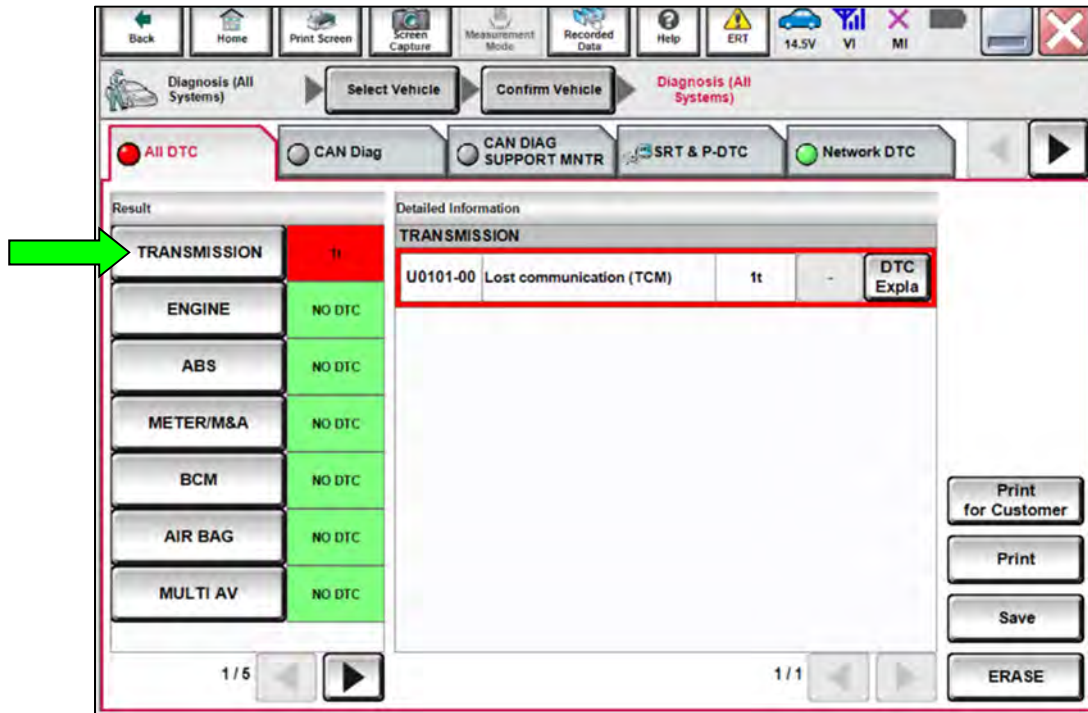 Back
Home
Print Screen
Screen
Capture
Measurement
Mode
Recorded
Data
Help
ERT
14.5V
VI
MI
Diagnosis (All
Systems)
Select Vehicle
Confirm Vehicle
Diagnosis (All
Systems)
All DTC
CAN Diag
CAN DIAG
SUPPORT MNTR
SRT & P-DTC
Network DTC
Result
Detailed Information
TRANSMISSION
1t
TRANSMISSION
U0101-00 Lost communication (TCM) 1t -
DTC
Expla
ENGINE NO DTC
ABS NO DTC
METER/M&A NO DTC
BCM NO DTC
AIR BAG NO DTC
MULTI AV NO DTC
Print
for Customer
Print
Save
ERASE
1/5
1/1